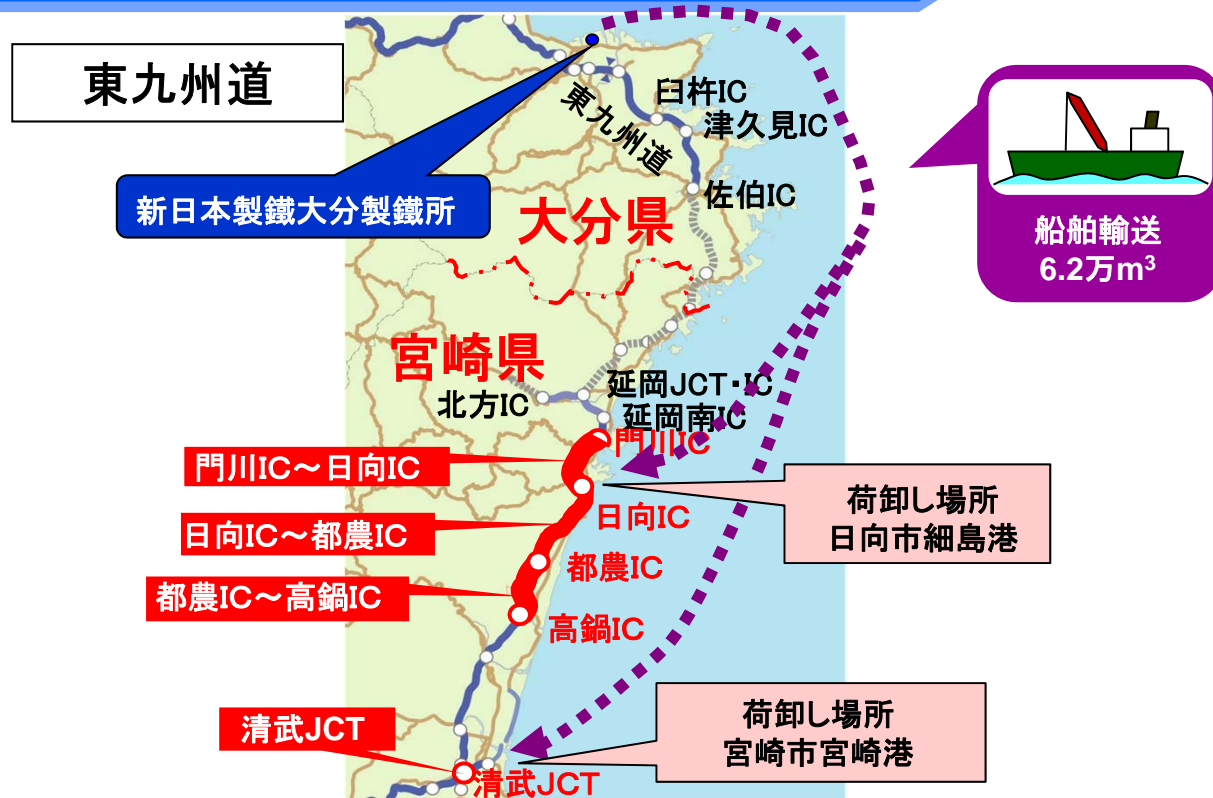 東九州道
臼杵IC
津久見IC
東九州道
佐伯IC
新日本製鐵大分製鐵所
大分県
船舶輸送
6.2万m³
宮崎県
北方IC
延岡JCT・IC
延岡南IC
門川IC
門川IC～日向IC
荷卸し場所
日向市細島港
日向IC
日向IC～都農IC
都農IC
都農IC～高鍋IC
高鍋IC
清武JCT
荷卸し場所
宮崎市宮崎港
清武JCT